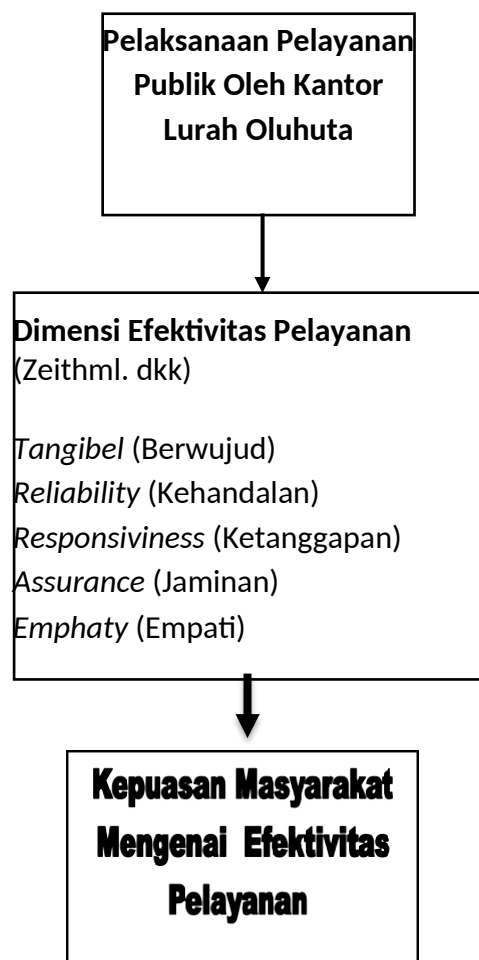 Pelaksanaan Pelayanan
Publik Oleh Kantor
Lurah Oluhuta
Dimensi Efektivitas Pelayanan
(Zeithml. dkk)
Tangibel (Berwujud)
Reliability (Kehandalan)
Responsiviness (Ketanggapan)
Assurance (Jaminan)
Emphaty (Empati)
Kepuasan Masyarakat
Mengenai Efektivitas
Pelayanan